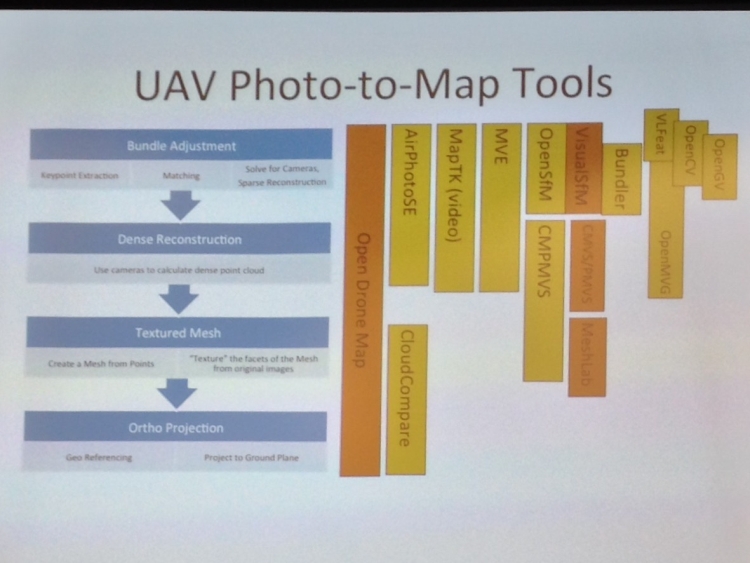 UAV Photo-to-Map Tools
Bundle Adjustment
Keypoint Extraction
Matching
Solve for Cameras,
Sparse Reconstruction
Dense Reconstruction
Use cameras to calculate dense point cloud
Textured Mesh
Create a Mesh from Points
"Texture" the facets of the Mesh
from original images
Ortho Projection
Geo Referencing
Project to Ground Plane
Open Drone Map
AirPhotoSE
CloudCompare
MapTK (video)
MVE
OpenSfM
CMPMVS
VisualSfM
CMVS/PMVS
MeshLab
Bundler
VLFeat
OpenCV
OpenGV
OpenMVG